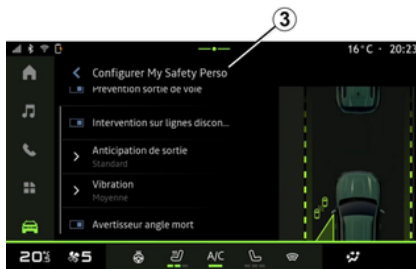 3
16°C · 20:23
Configurer My Safety Perso
Prévention sortie de voie
Intervention sur lignes discon...
Anticipation de sortie
Standard
Vibration
Moyenne
Avertisseur angle mort
5
A/C